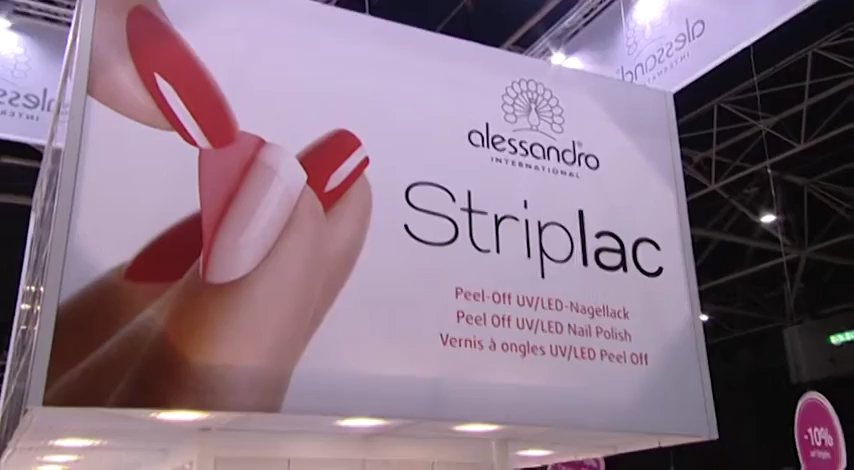 alessandro
INTERNATIONAL
Striplac
Peel-Off UV/LED-Nagellack
Peel Off UV/LED Nail Polish
Vernis à ongles UV/LED Peel Off
-10%